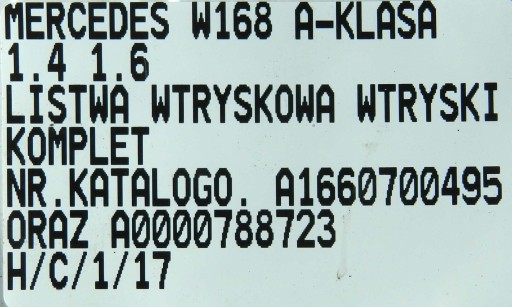 MERCEDES W168 A-KLASA
1.4 1.6
LISTWA WTRYSKOWA WTRYSKI
KOMPLET
NR.KATALOGO. A1660700495
ORAZ A0000788723
H/C/1/17